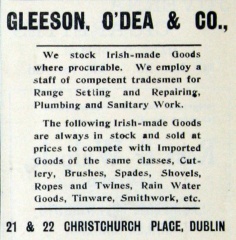 GLEESON, O'DEA & CO.,
We stock Irish-made Goods
where procurable. We employ a
staff of competent tradesmen for
Range Setting and Repairing,
Plumbing and Sanitary Work.
The following Irish-made Goods
are always in stock and sold at
prices to compete with Imported
Goods of the same classes, Cut-
lery, Brushes, Spades, Shovels,
Ropes and Twines, Rain Water
Goods, Tinware, Smithwork, etc.
21 & 22 CHRISTCHURCH PLACE, DUBLIN